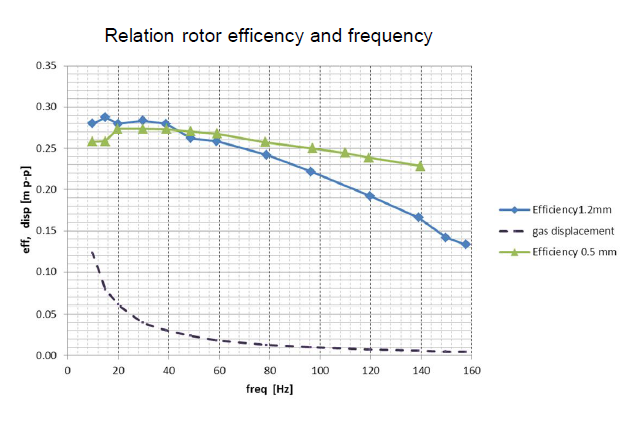 Relation rotor efficency and frequency
0.35
0.30
0.25
0.20
0.15
0.10
0.05
0.00
eff, disp [m p-p]
0 20 40 60 80 100 120 140 160
freq [Hz]
Efficiency1.2mm
gas displacement
Efficiency 0.5 mm